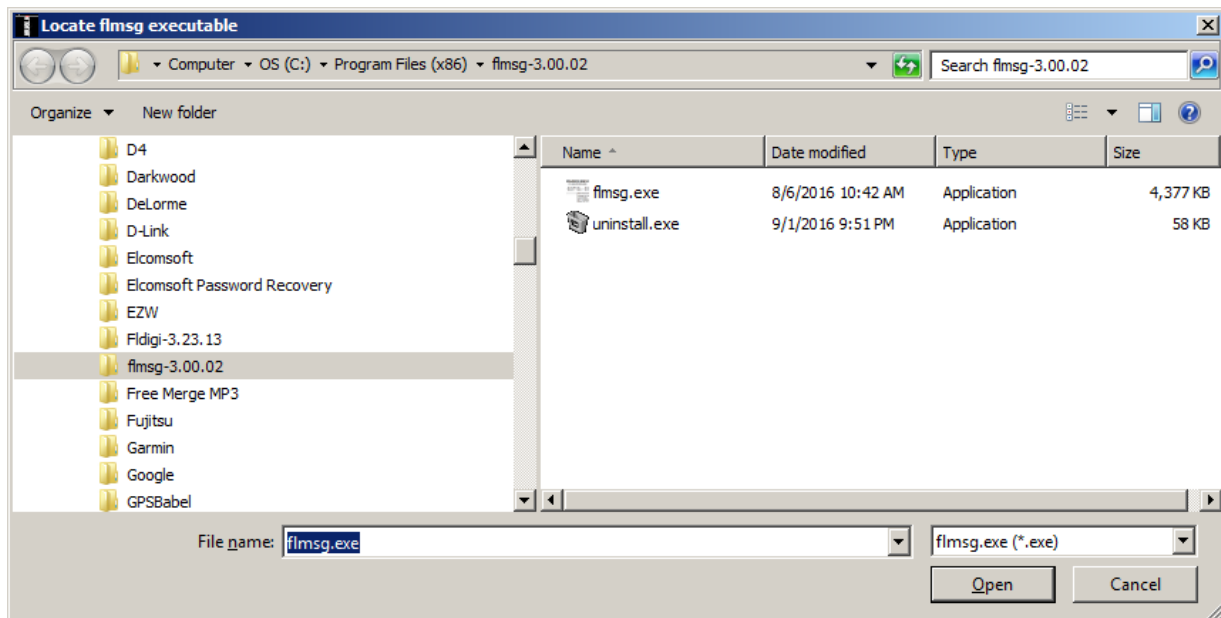 Locate flmsg executable
Computer OS (C:) Program Files (x86) flmsg-3.00.02 Search flmsg-3.00.02
Organize New folder
Name Date modified Type Size
D4
Darkwood
DeLorme
D-Link
Elcomsoft
Elcomsoft Password Recovery
EZW
Fldigi-3.23.13
flmsg-3.00.02
Free Merge MP3
Fujitsu
Garmin
Google
GPSBabel
flmsg.exe 8/6/2016 10:42 AM Application 4,377 KB
uninstall.exe 9/1/2016 9:51 PM Application 58 KB
File name: flmsg.exe flmsg.exe (*.exe)
Open Cancel